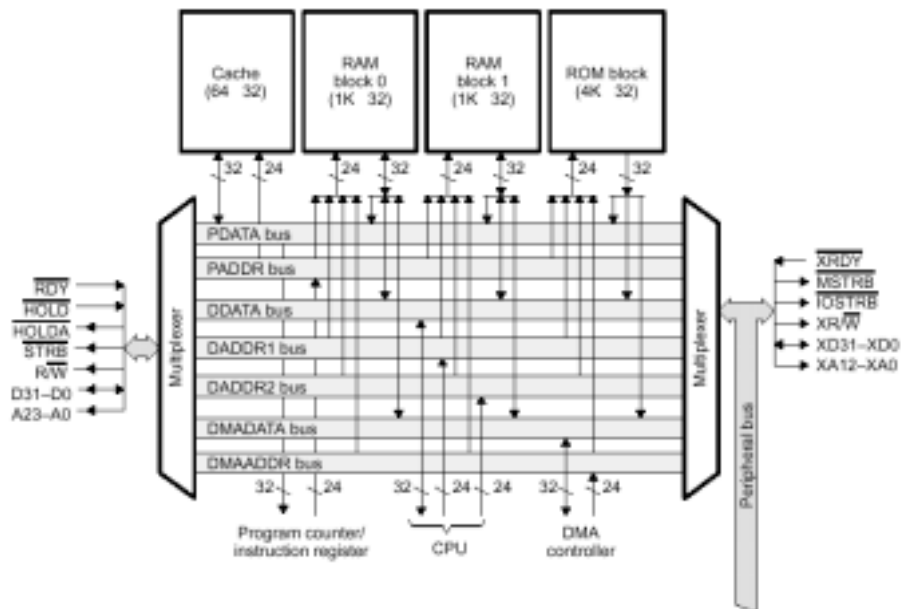 Cache
(64 32)
RAM
block 0
(1K 32)
RAM
block 1
(1K 32)
ROM block
(4K 32)
32
24
24
32
24
32
24
32
PDATA bus
PADDR bus
DDATA bus
DADDR1 bus
DADDR2 bus
DMADATA bus
DMAADDR bus
Multiplexer
Multiplexer
RDY
HOLD
HOLDA
STRB
R/W
D31–D0
A23–A0
XRDY
MSTRB
IOSTRB
XR/W
XD31–XD0
XA12–XA0
Peripheral bus
32
24
32
24
24
32
24
Program counter/
instruction register
CPU
DMA
controller